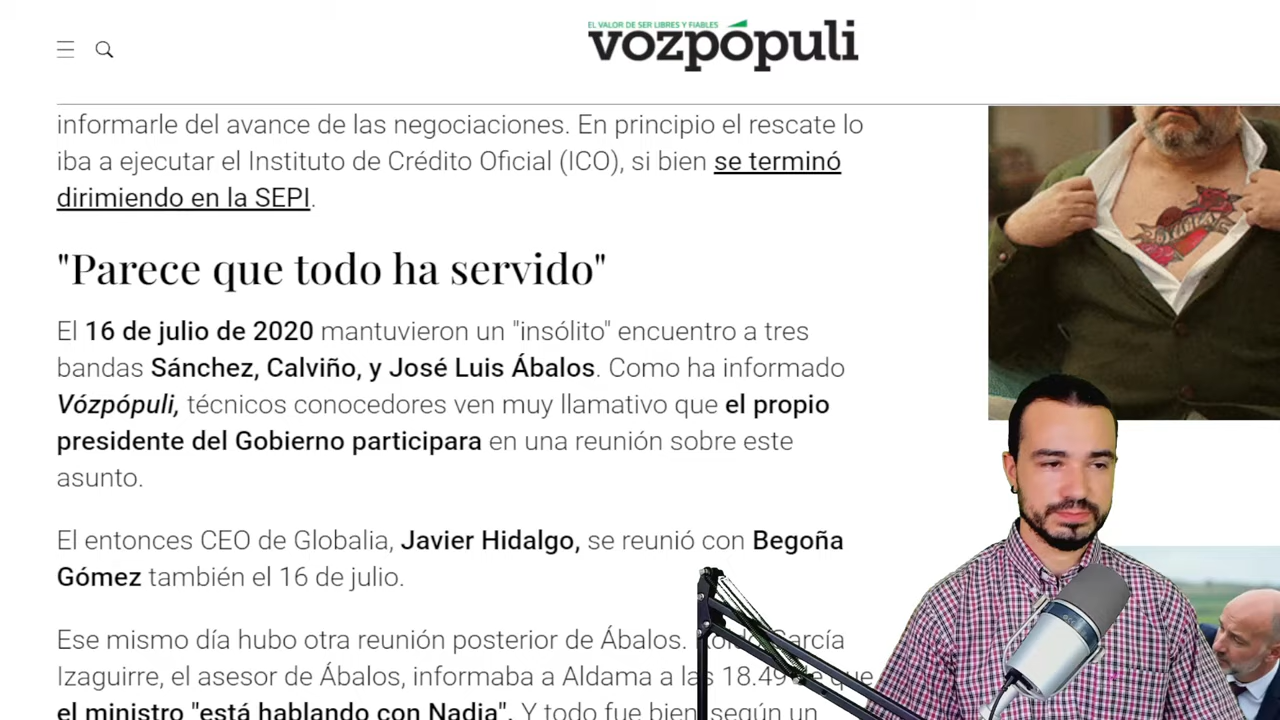 EL VALOR DE SER LIBRES Y FIABLES
vozpópuli
informarle del avance de las negociaciones. En principio el rescate lo
iba a ejecutar el Instituto de Crédito Oficial (ICO), si bien se terminó
dirimiendo en la SEPI.
"Parece que todo ha servido"
El 16 de julio de 2020 mantuvieron un "insólito" encuentro a tres
bandas Sánchez, Calviño, y José Luis Ábalos. Como ha informado
Vózpópuli, técnicos conocedores ven muy llamativo que el propio
presidente del Gobierno participara en una reunión sobre este
asunto.
El entonces CEO de Globalia, Javier Hidalgo, se reunió con Begoña
Gómez también el 16 de julio.
Ese mismo día hubo otra reunión posterior de Ábalos. García
Izaguirre, el asesor de Ábalos, informaba a Aldama a las 18.49 de que
el ministro "está hablando con Nadia". Y todo fue bien según un